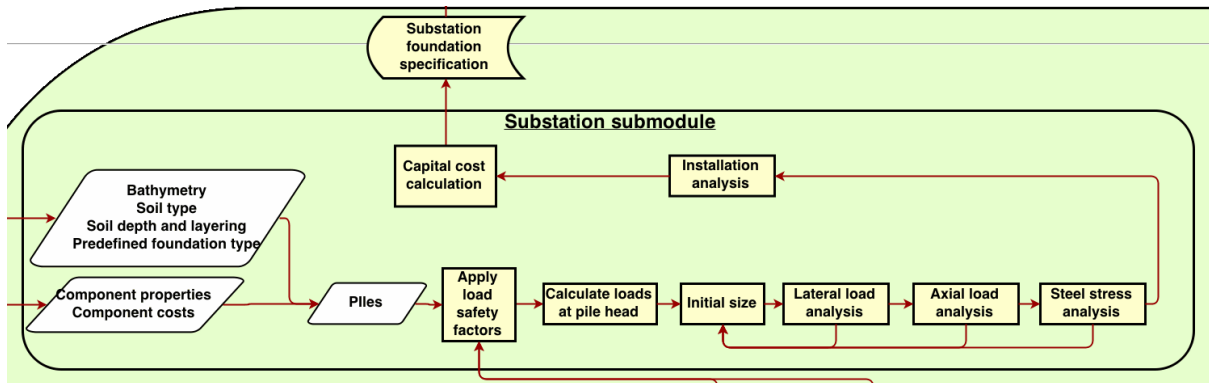 Substation
foundation
specification
Substation submodule
Capital cost
calculation
Installation
analysis
Bathymetry
Soil type
Soil depth and layering
Predefined foundation type
Component properties
Component costs
PIles
Apply
load
safety
factors
Calculate loads
at pile head
Initial size
Lateral load
analysis
Axial load
analysis
Steel stress
analysis